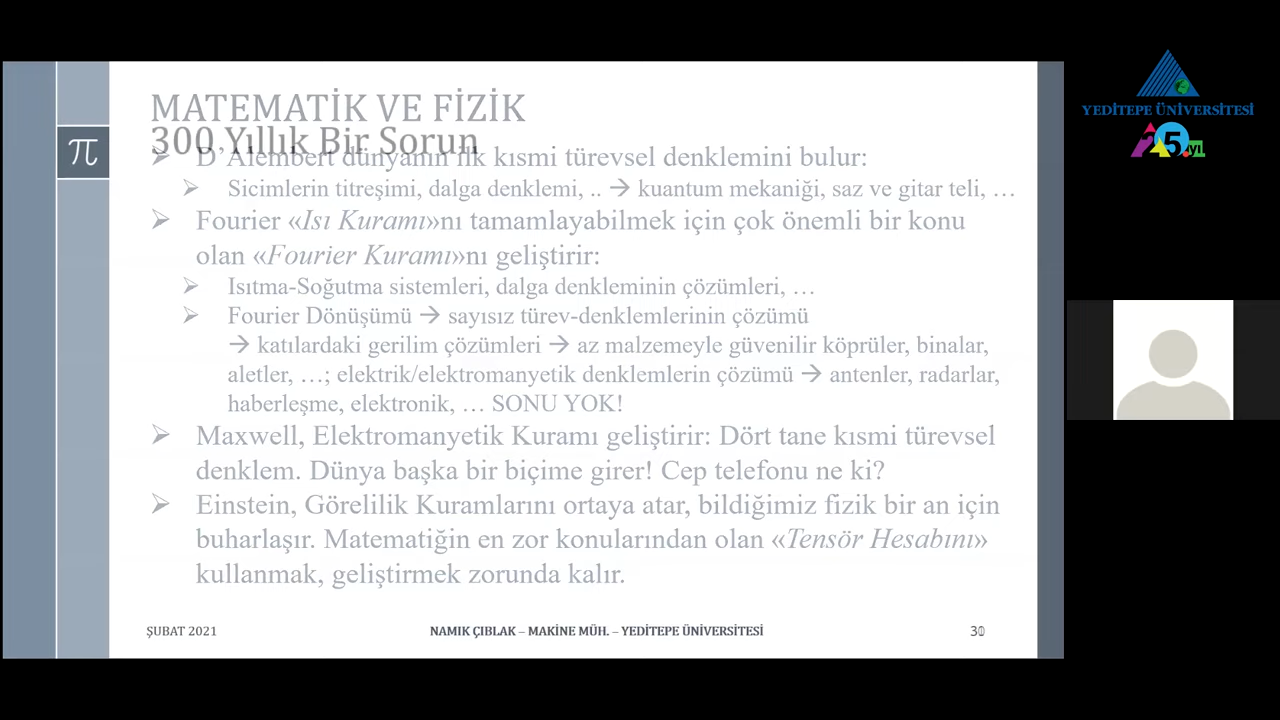 MATEMATİK VE FİZİK
300 Yıllık Bir Sorun
D'Alembert dünyanın ilk kısmi türevsel denklemini bulur:
Sicimlerin titreşimi, dalga denklemi, .. → kuantum mekaniği, saz ve gitar teli, …
Fourier «Isı Kuramı»nı tamamlayabilmek için çok önemli bir konu
olan «Fourier Kuramı»nı geliştirir:
Isıtma-Soğutma sistemleri, dalga denkleminin çözümleri, …
Fourier Dönüşümü → sayısız türev-denklemlerinin çözümü
→ katılardaki gerilim çözümleri → az malzemeyle güvenilir köprüler, binalar,
aletler, …; elektrik/elektromanyetik denklemlerin çözümü → antenler, radarlar,
haberleşme, elektronik, … SONU YOK!
Maxwell, Elektromanyetik Kuramı geliştirir: Dört tane kısmi türevsel
denklem. Dünya başka bir biçime girer! Cep telefonu ne ki?
Einstein, Görelilik Kuramlarını ortaya atar, bildiğimiz fizik bir an için
buharlaşır. Matematiğin en zor konularından olan «Tensör Hesabını»
kullanmak, geliştirmek zorunda kalır.
ŞUBAT 2021
NAMIK ÇIBLAK – MAKİNE MÜH. – YEDİTEPE ÜNİVERSİTESİ
π
YEDİTEPE ÜNİVERSİTESİ
25.yıl